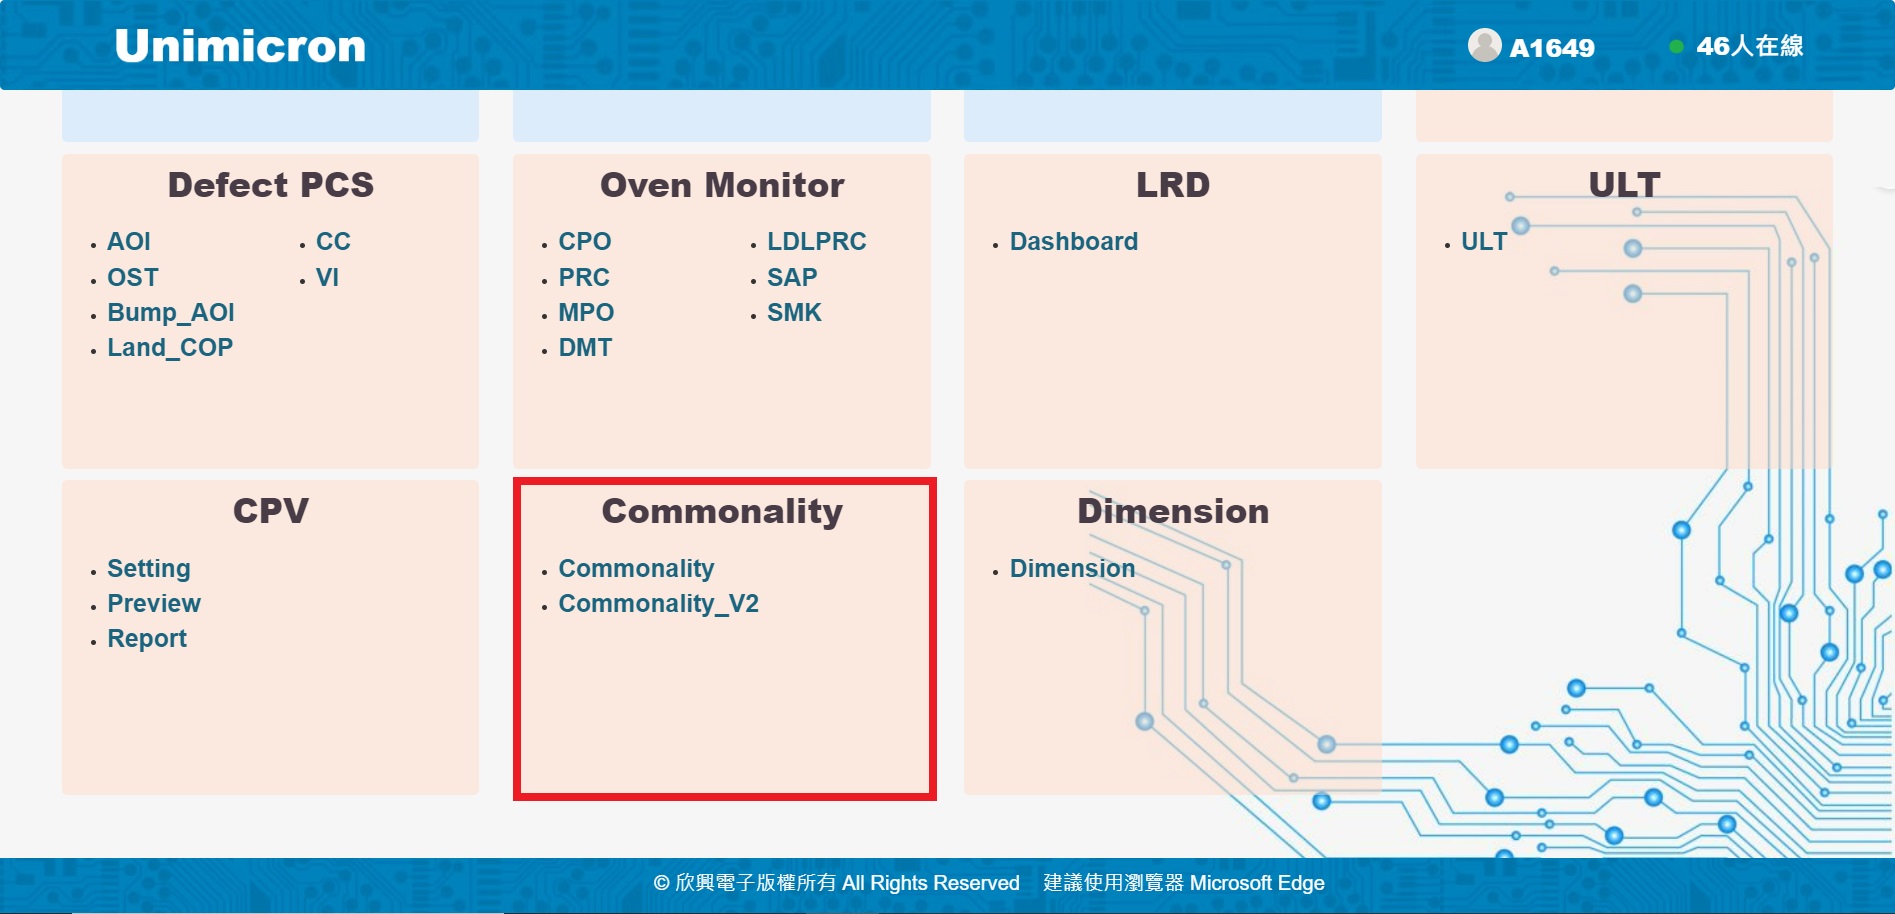 Unimicron
A1649
46人在線
Defect PCS
AOI
OST
Bump_AOI
Land_COP
CC
VI
Oven Monitor
CPO
PRC
MPO
DMT
LDLPRC
SAP
SMK
LRD
Dashboard
ULT
ULT
CPV
Setting
Preview
Report
Commonality
Commonality
Commonality_V2
Dimension
Dimension
© 欣興電子版權所有 All Rights Reserved 建議使用瀏覽器 Microsoft Edge